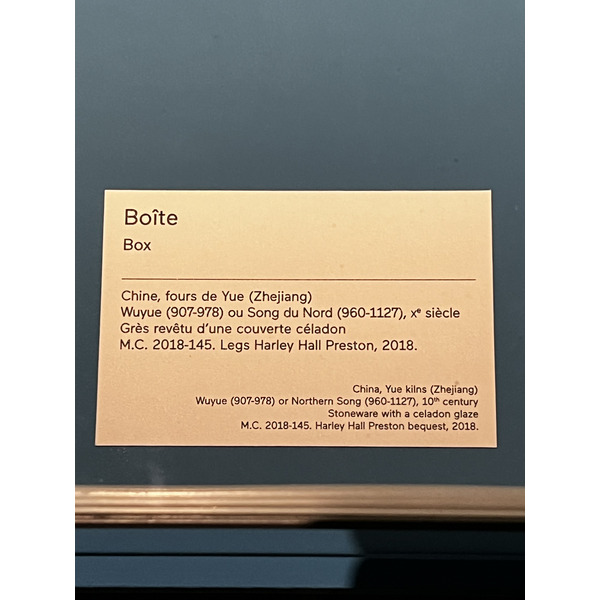 Boîte
Box
Chine, fours de Yue (Zhejiang)
Wuyue (907-978) ou Song du Nord (960-1127), xᵉ siècle
Grès revêtu d’une couverte céladon
M.C. 2018-145. Legs Harley Hall Preston, 2018.
China, Yue kilns (Zhejiang)
Wuyue (907-978) or Northern Song (960-1127), 10ᵗʰ century
Stoneware with a celadon glaze
M.C. 2018-145. Harley Hall Preston bequest, 2018.